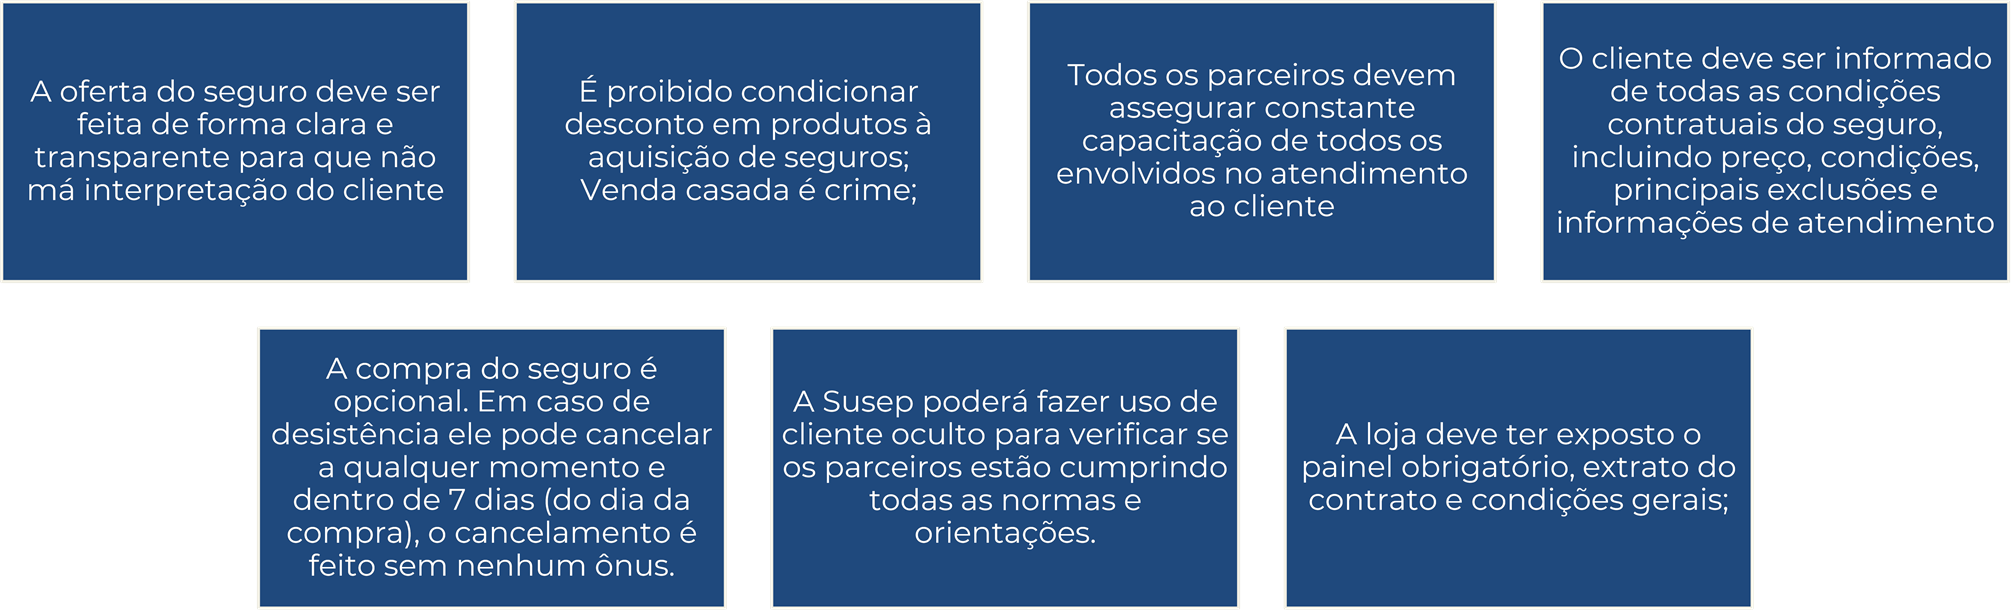 A oferta do seguro deve ser
feita de forma clara e
transparente para que não
má interpretação do cliente
É proibido condicionar
desconto em produtos à
aquisição de seguros;
Venda casada é crime;
Todos os parceiros devem
assegurar constante
capacitação de todos os
envolvidos no atendimento
ao cliente
O cliente deve ser informado
de todas as condições
contratuais do seguro,
incluindo preço, condições,
principais exclusões e
informações de atendimento
A compra do seguro é
opcional. Em caso de
desistência ele pode cancelar
a qualquer momento e
dentro de 7 dias (do dia da
compra), o cancelamento é
feito sem nenhum ônus.
A Susep poderá fazer uso de
cliente oculto para verificar se
os parceiros estão cumprindo
todas as normas e
orientações.
A loja deve ter exposto o
painel obrigatório, extrato do
contrato e condições gerais;